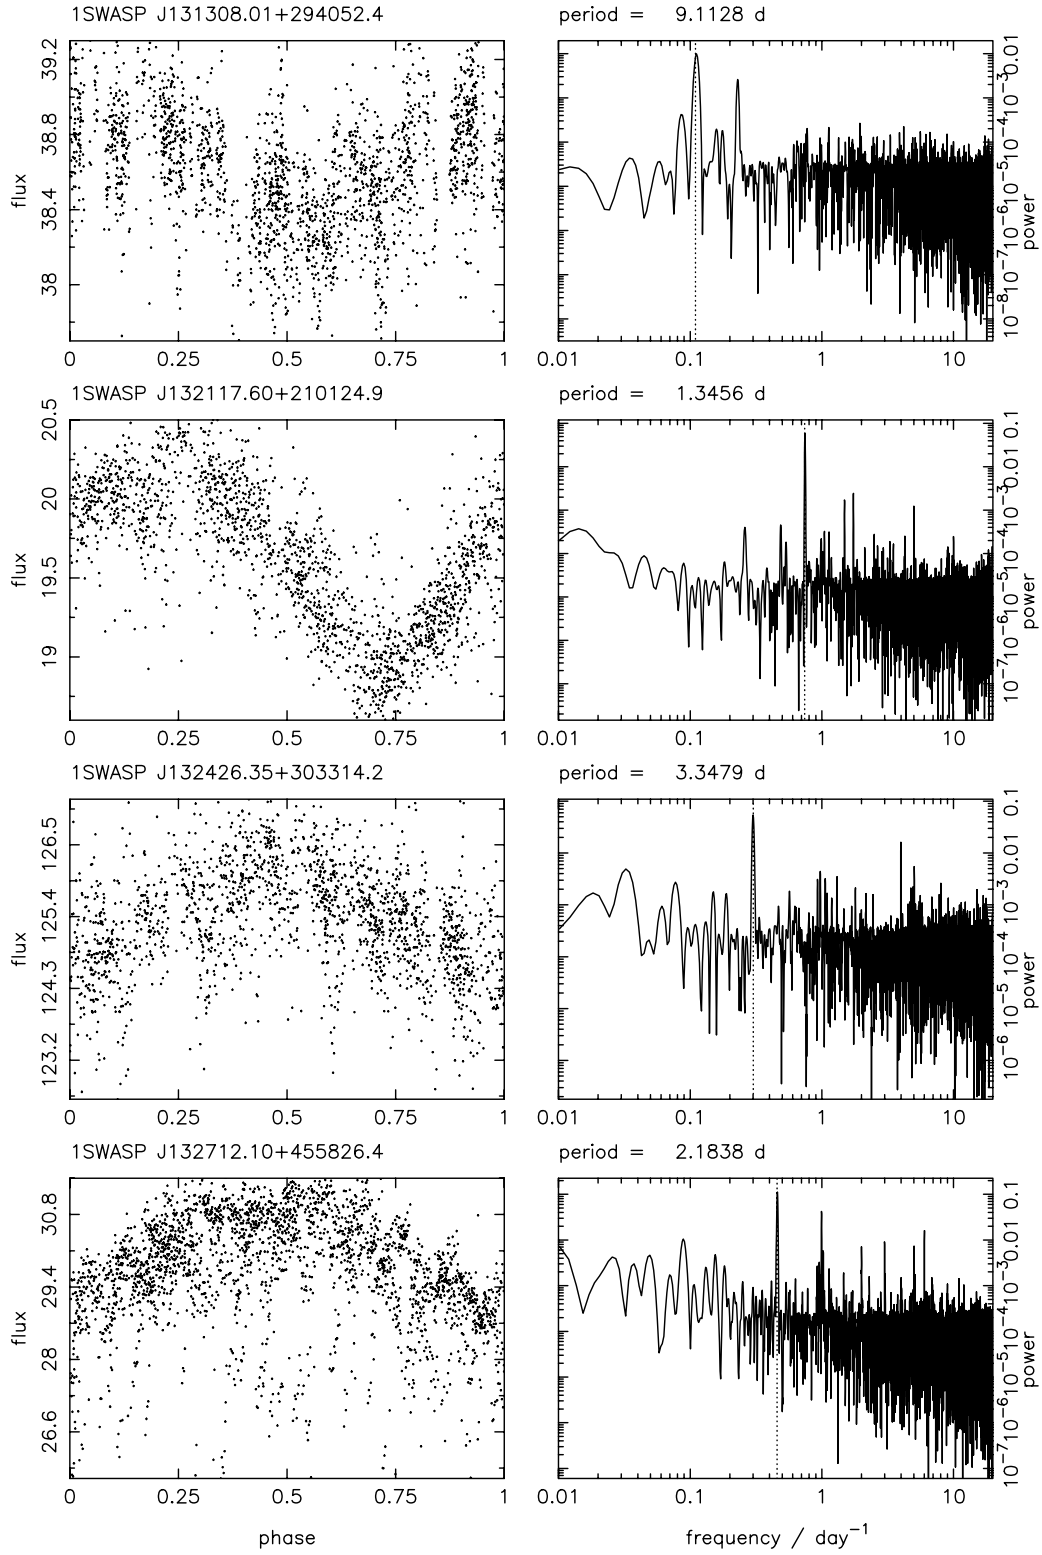 1SWASP J131308.01+294052.4 period = 9.1128 d
39.2
38.8
38.4
38
flux
0 0.25 0.5 0.75 1
0.01 0.1 1 10
0.01
10⁻³
10⁻⁴
10⁻⁵
10⁻⁶
10⁻⁷
10⁻⁸
power
1SWASP J132117.60+210124.9 period = 1.3456 d
20.5
20
19.5
19
flux
0 0.25 0.5 0.75 1
0.01 0.1 1 10
0.1
0.01
10⁻³
10⁻⁴
10⁻⁵
10⁻⁶
10⁻⁷
power
1SWASP J132426.35+303314.2 period = 3.3479 d
126.5
125.4
124.3
123.2
flux
0 0.25 0.5 0.75 1
0.01 0.1 1 10
0.1
0.01
10⁻³
10⁻⁴
10⁻⁵
10⁻⁶
power
1SWASP J132712.10+455826.4 period = 2.1838 d
30.8
29.4
28
26.6
flux
0 0.25 0.5 0.75 1
0.01 0.1 1 10
0.1
0.01
10⁻³
10⁻⁴
10⁻⁵
10⁻⁶
10⁻⁷
power
phase
frequency / day⁻¹